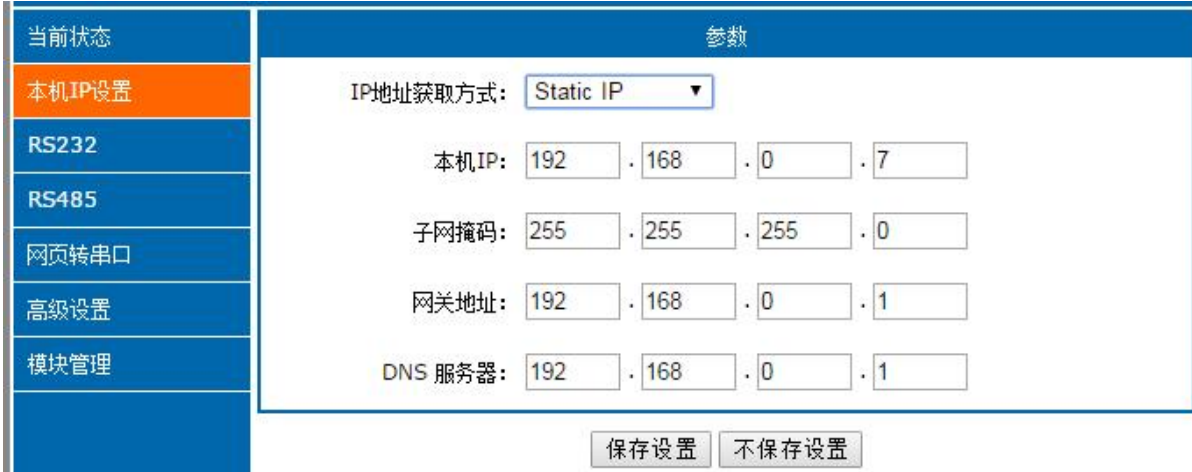 当前状态
本机IP设置
RS232
RS485
网页转串口
高级设置
模块管理
参数
IP地址获取方式: Static IP
本机IP: 192 . 168 . 0 . 7
子网掩码: 255 . 255 . 255 . 0
网关地址: 192 . 168 . 0 . 1
DNS 服务器: 192 . 168 . 0 . 1
保存设置 不保存设置